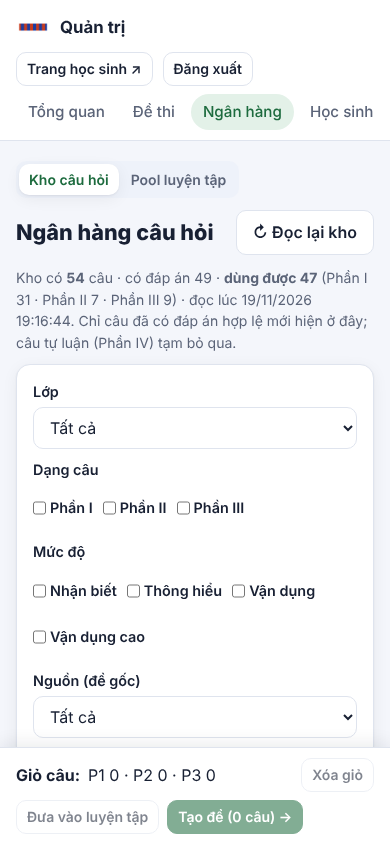 Quản trị
Trang học sinh ↗ Đăng xuất
Tổng quan Đề thi Ngân hàng Học sinh
Kho câu hỏi Pool luyện tập
Ngân hàng câu hỏi ↻ Đọc lại kho
Kho có 54 câu · có đáp án 49 · dùng được 47 (Phần I
31 · Phần II 7 · Phần III 9) · đọc lúc 19/11/2026
19:16:44. Chỉ câu đã có đáp án hợp lệ mới hiện ở đây;
câu tự luận (Phần IV) tạm bỏ qua.
Lớp
Tất cả
Dạng câu
Phần I Phần II Phần III
Mức độ
Nhận biết Thông hiểu Vận dụng
Vận dụng cao
Nguồn (đề gốc)
Tất cả
Giỏ câu: P1 0 · P2 0 · P3 0 Xóa giỏ
Đưa vào luyện tập Tạo đề (0 câu) →